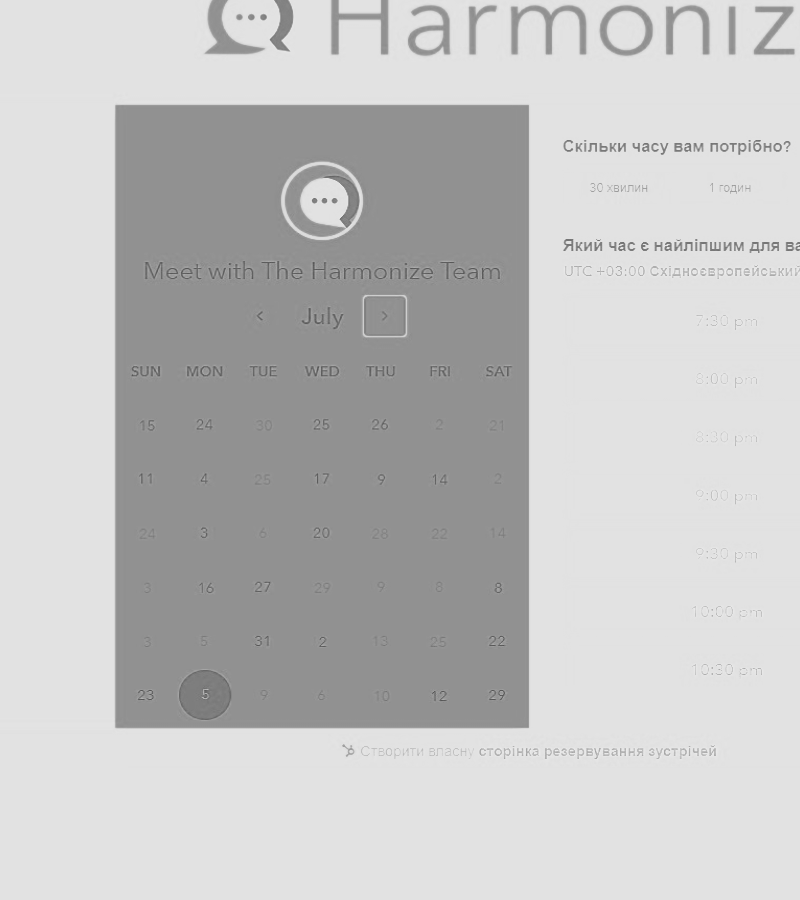 Harmoniz
Meet with The Harmonize Team
July
SUN MON TUE WED THU FRI SAT
15 24 30 25 26 2 21
11 4 25 17 9 14 2
24 3 6 20 28 22 14
3 16 27 29 9 8 8
3 5 31 2 13 25 22
23 5 9 6 10 12 29
Скільки часу вам потрібно?
30 хвилин 1 годин
Який час є найліпшим для ва
UTC +03:00 Східноєвропейський
7:30 pm
8:00 pm
8:30 pm
9:00 pm
9:30 pm
10:00 pm
10:30 pm
Створити власну сторінка резервування зустрічей